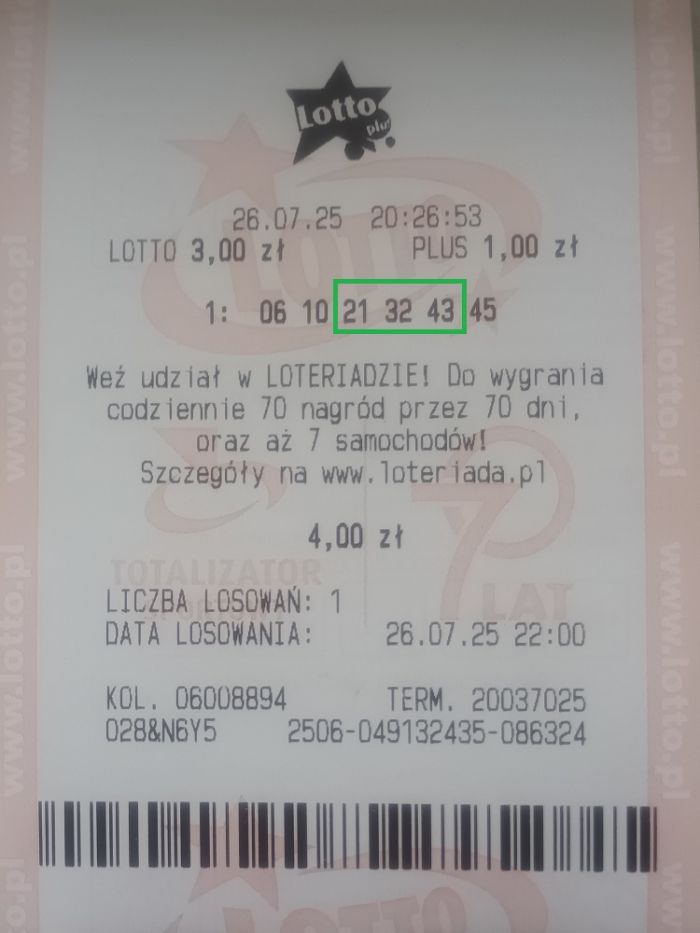 Lotto
plus
26.07.25 20:26:53
LOTTO 3,00 zł PLUS 1,00 zł
1: 06 10 21 32 43 45
Weź udział w LOTERIADZIE! Do wygrania
codziennie 70 nagród przez 70 dni,
oraz aż 7 samochodów!
Szczegóły na www.loteriada.pl
4,00 zł
TOTALIZATOR
7 LAT
LICZBA LOSOWAŃ: 1
DATA LOSOWANIA: 26.07.25 22:00
KOL. 06008894 TERM. 20037025
028&N6Y5 2506-049132435-086324
LOTTO
www.lotto.pl
www.lotto.pl